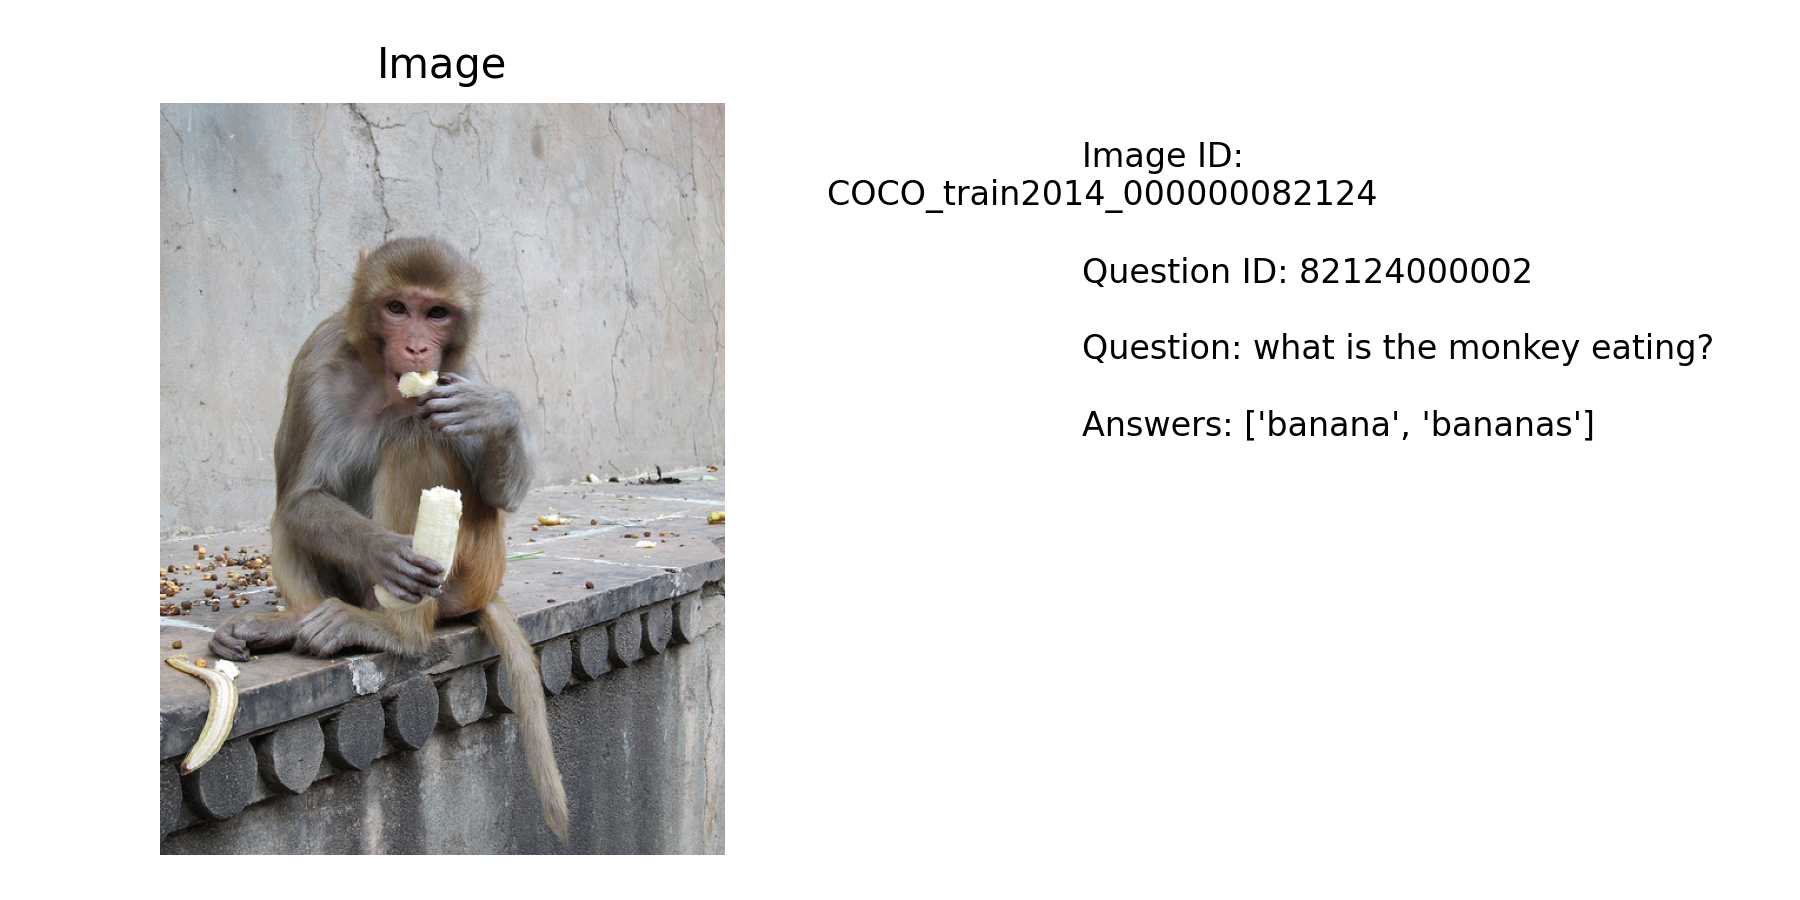 Image
Image ID:
COCO_train2014_000000082124
Question ID: 82124000002
Question: what is the monkey eating?
Answers: ['banana', 'bananas']